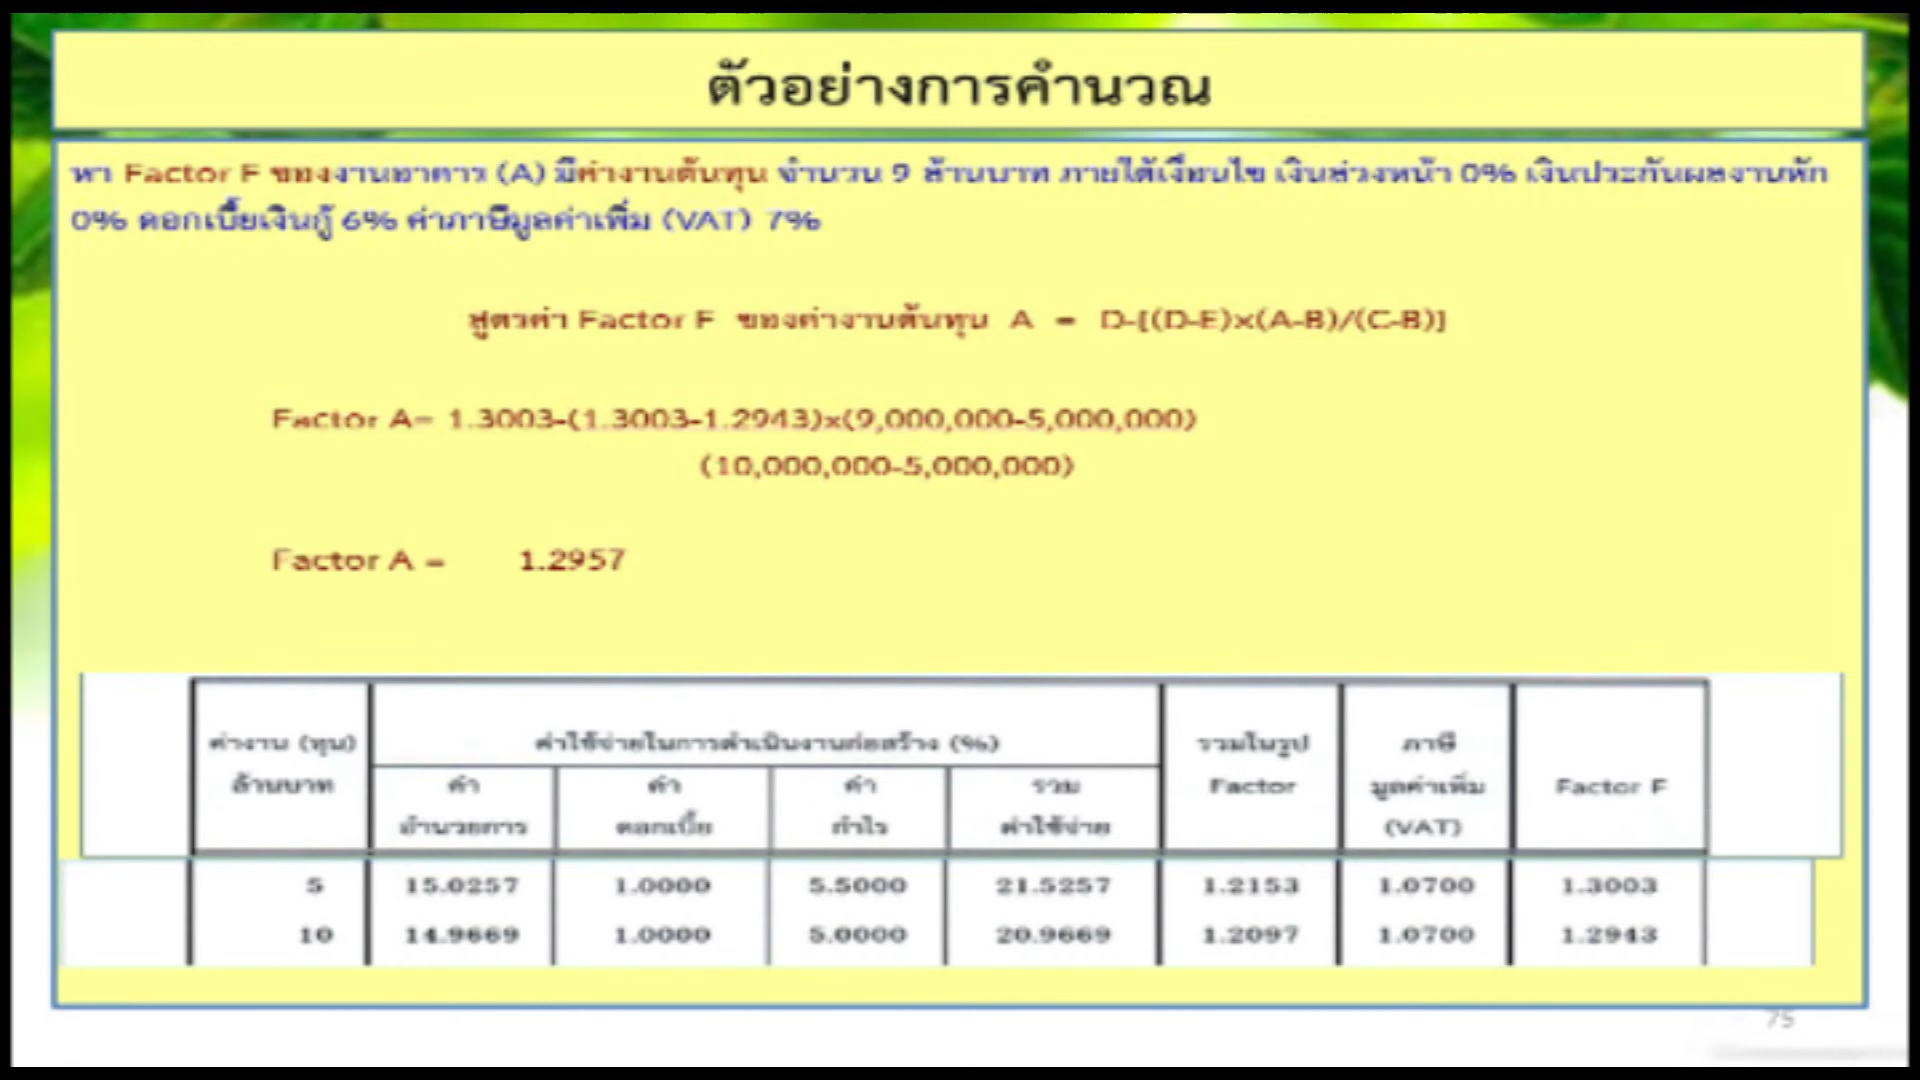 ตัวอย่างการคำนวณ
หา Factor F ของงานอาคาร (A) มีค่างานต้นทุน จำนวน 9 ล้านบาท ภายใต้เงื่อนไข เงินล่วงหน้า 0% เงินประกันผลงานหัก
0% ดอกเบี้ยเงินกู้ 6% ค่าภาษีมูลค่าเพิ่ม (VAT) 7%
สูตรค่า Factor F ของค่างานต้นทุน A = D-[(D-E)x(A-B)/(C-B)]
Factor A= 1.3003-(1.3003-1.2943)x(9,000,000-5,000,000)
(10,000,000-5,000,000)
Factor A = 1.2957
ค่างาน (ทุน) ล้านบาท
ค่าใช้จ่ายในการดำเนินงานก่อสร้าง (%)
ค่า อำนวยการ
ค่า ดอกเบี้ย
ค่า กำไร
รวม ค่าใช้จ่าย
รวมในรูป Factor
ภาษี มูลค่าเพิ่ม (VAT)
Factor F
5 15.0257 1.0000 5.5000 21.5257 1.2153 1.0700 1.3003
10 14.9669 1.0000 5.0000 20.9669 1.2097 1.0700 1.2943
75